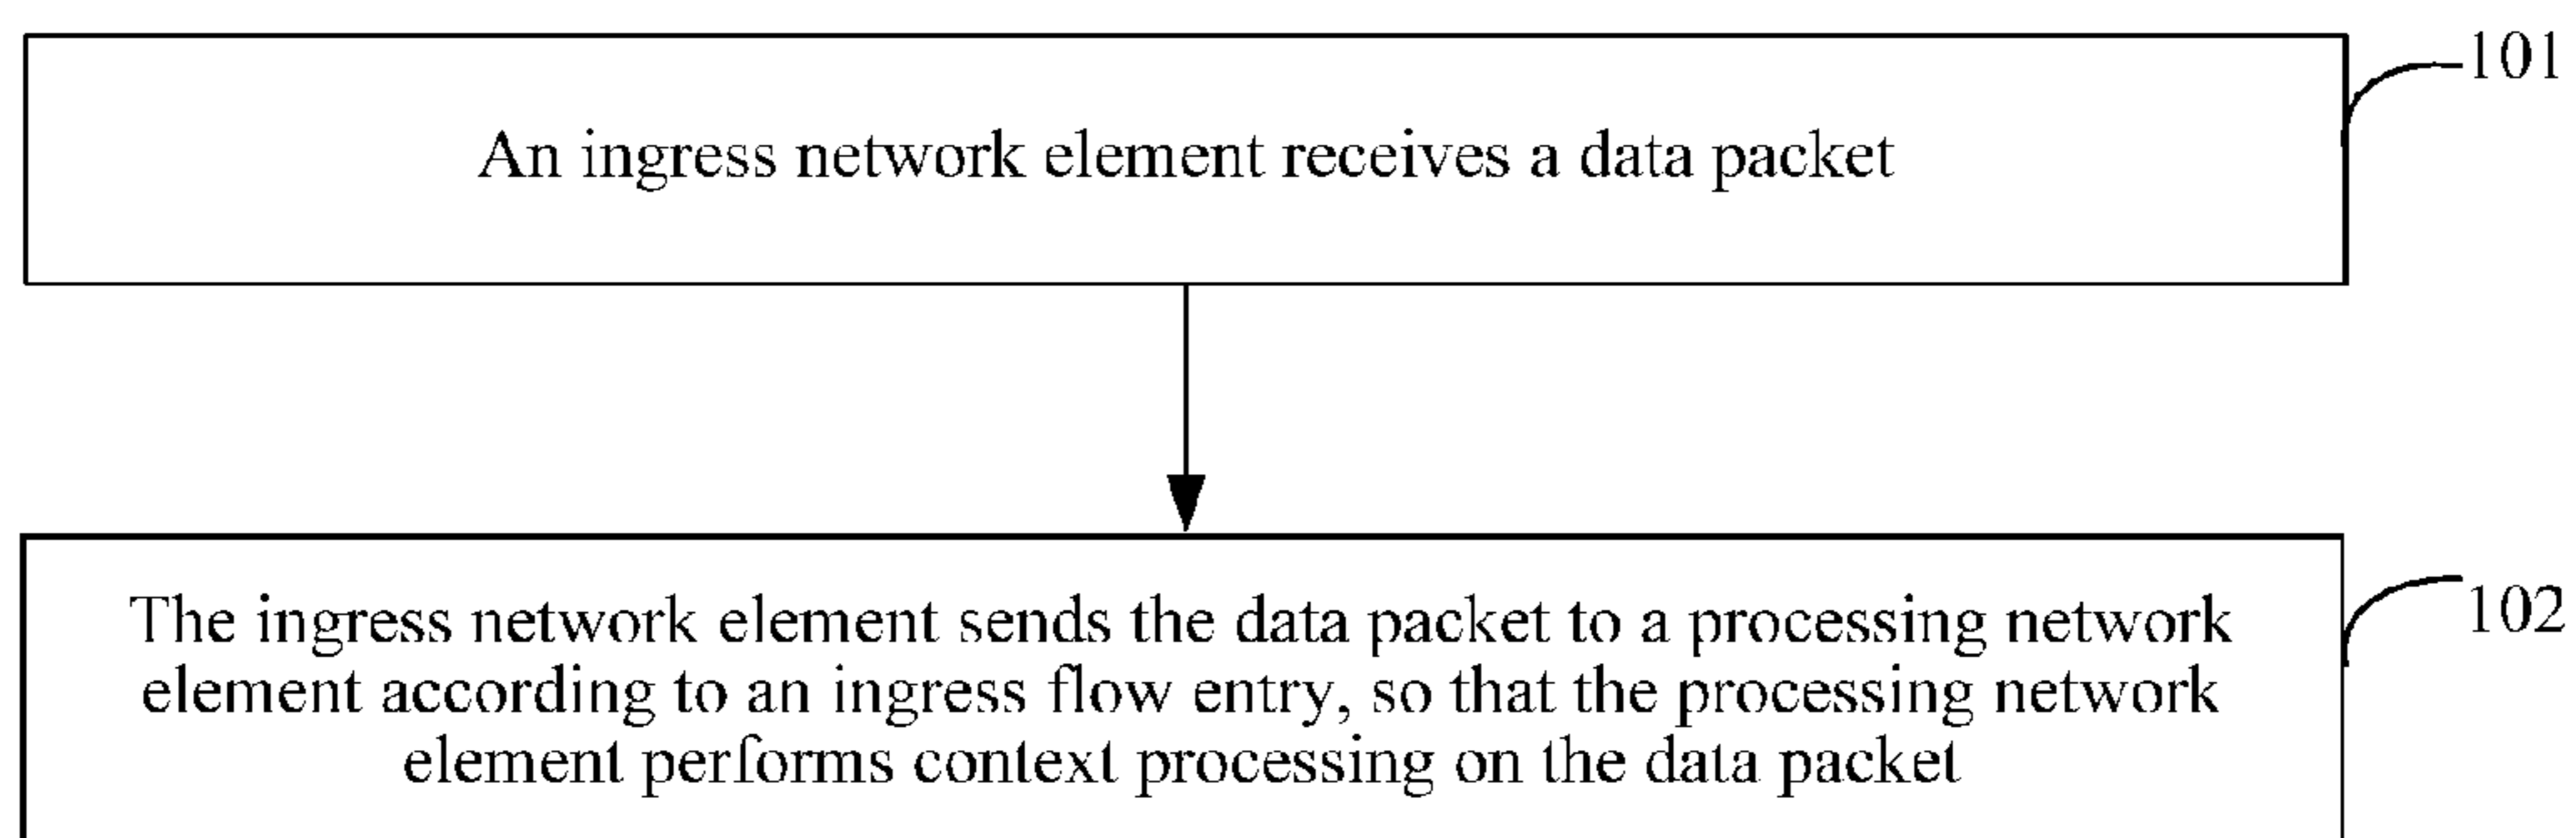 101
An ingress network element receives a data packet
The ingress network element sends the data packet to a processing network
element according to an ingress flow entry, so that the processing network
element performs context processing on the data packet
102